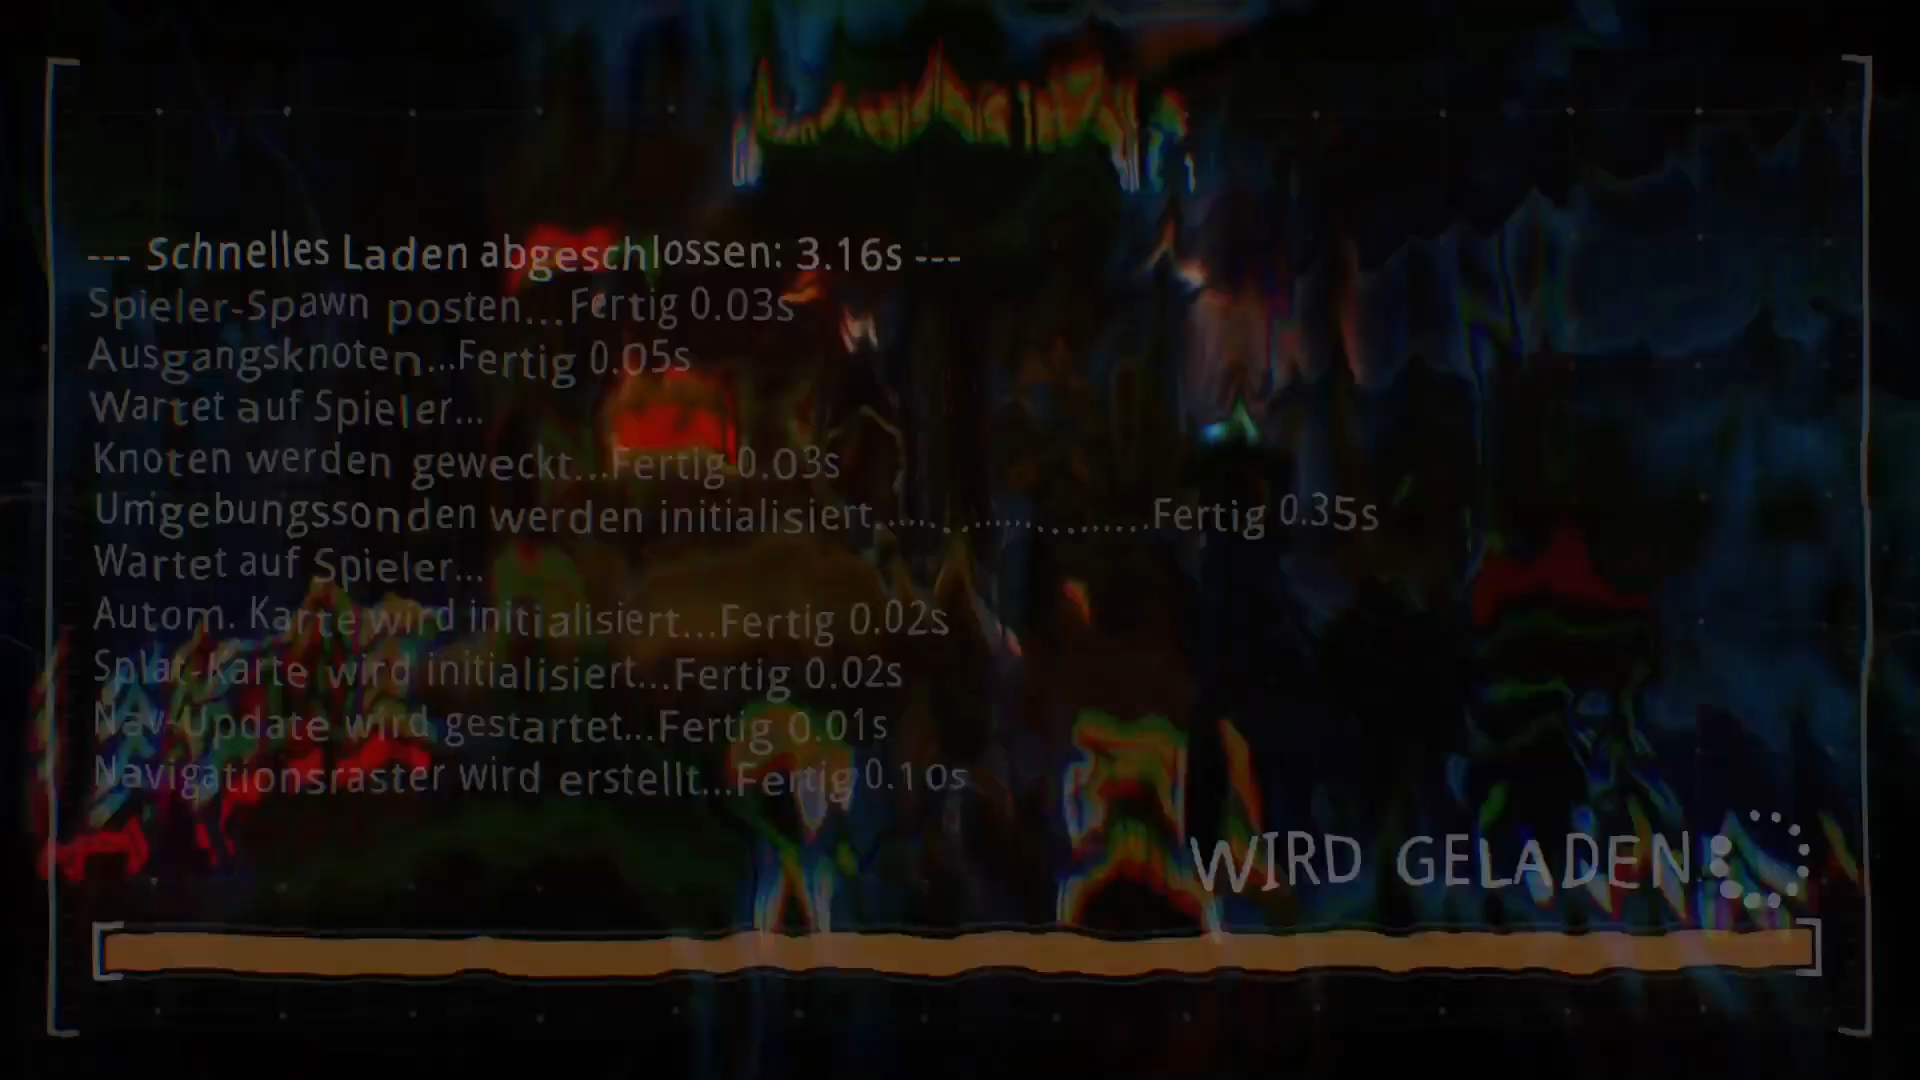 --- Schnelles Laden abgeschlossen: 3.16s ---
Spieler-Spawn posten...Fertig 0.03s
Ausgangsknoten...Fertig 0.05s
Wartet auf Spieler...
Knoten werden geweckt...Fertig 0.03s
Umgebungssonden werden initialisiert........................Fertig 0.35s
Wartet auf Spieler...
Autom. Karte wird initialisiert...Fertig 0.02s
Splat-Karte wird initialisiert...Fertig 0.02s
Nav-Update wird gestartet...Fertig 0.01s
Navigationsraster wird erstellt...Fertig 0.10s
WIRD GELADEN